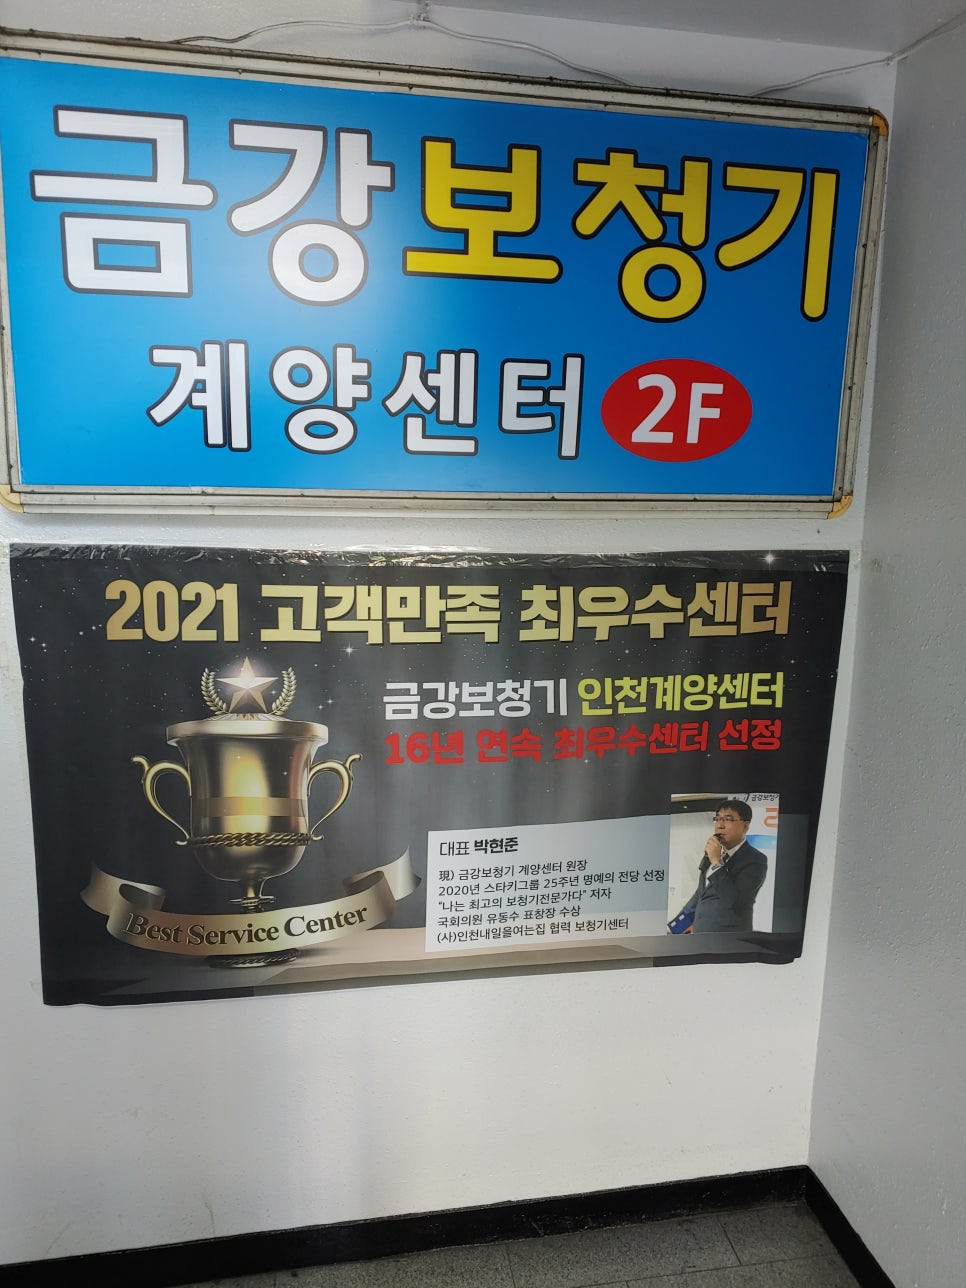 금강보청기
계양센터 2F
2021 고객만족 최우수센터
금강보청기 인천계양센터
16년 연속 최우수센터 선정
대표 박현준
現) 금강보청기 계양센터 원장
2020년 스타키그룹 25주년 명예의 전당 선정
"나는 최고의 보청기전문가다" 저자
국회의원 유동수 표창장 수상
(사)인천내일을여는집 협력 보청기센터
Best Service Center
금강보청기